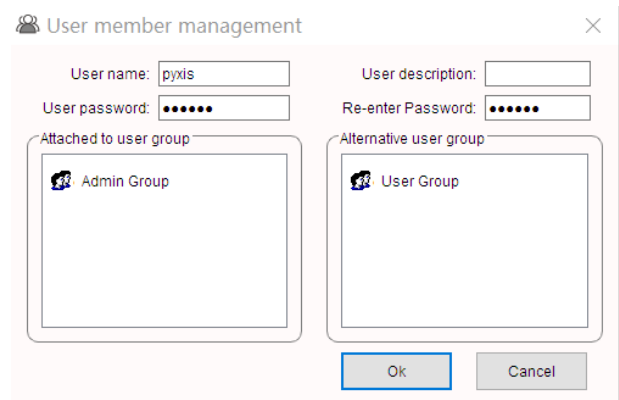 User member management
User name: pyxis
User description:
User password: ●●●●●●
Re-enter Password: ●●●●●●
Attached to user group
Alternative user group
Admin Group
User Group
Ok
Cancel